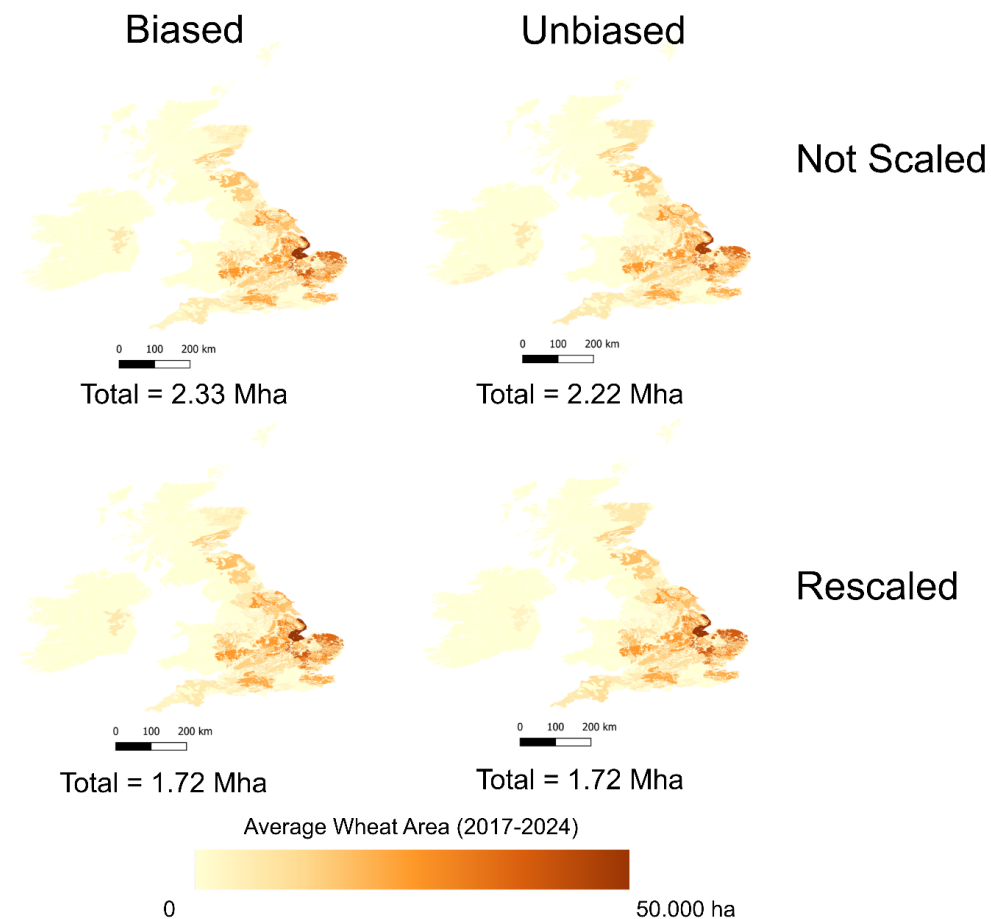 Biased
Unbiased
Not Scaled
0 100 200 km
0 100 200 km
Total = 2.33 Mha
Total = 2.22 Mha
Rescaled
0 100 200 km
0 100 200 km
Total = 1.72 Mha
Total = 1.72 Mha
Average Wheat Area (2017-2024)
0
50.000 ha